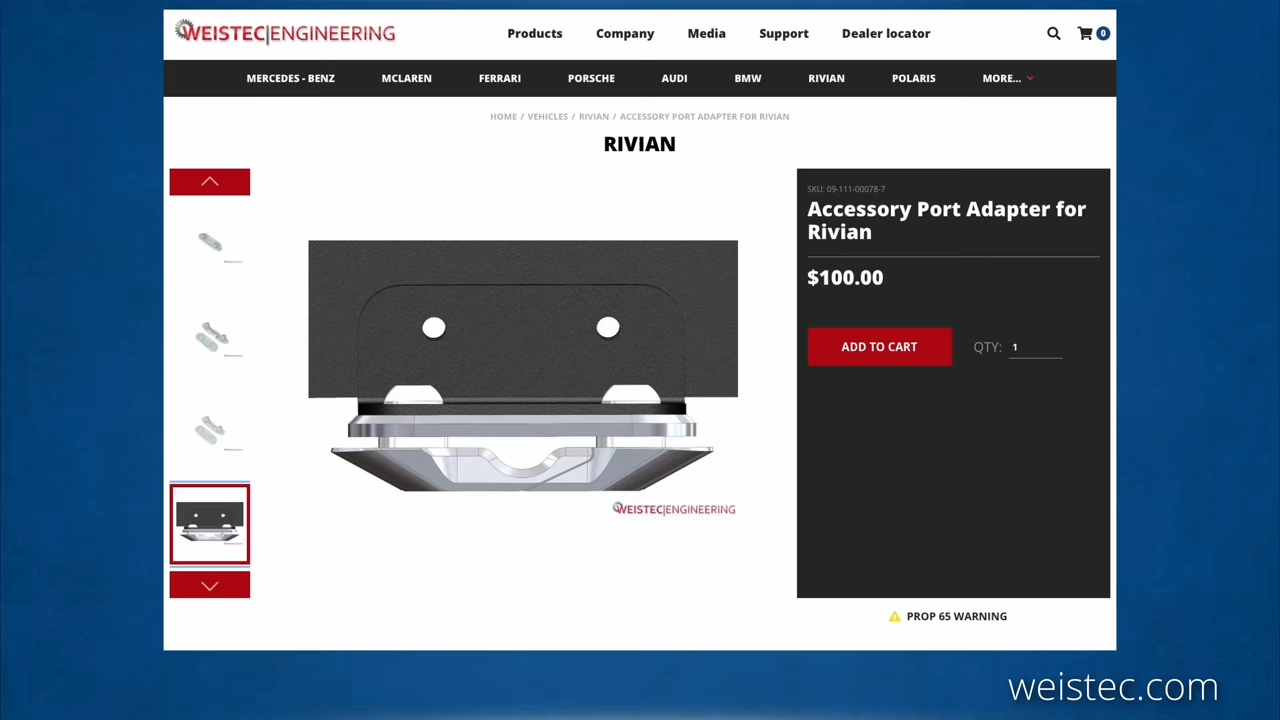 WEISTEC|ENGINEERING
Products Company Media Support Dealer locator
0
MERCEDES - BENZ MCLAREN FERRARI PORSCHE AUDI BMW RIVIAN POLARIS MORE...
HOME / VEHICLES / RIVIAN / ACCESSORY PORT ADAPTER FOR RIVIAN
RIVIAN
SKU: 09-111-00078-7
Accessory Port Adapter for
Rivian
$100.00
ADD TO CART QTY: 1
WEISTEC|ENGINEERING
PROP 65 WARNING
weistec.com